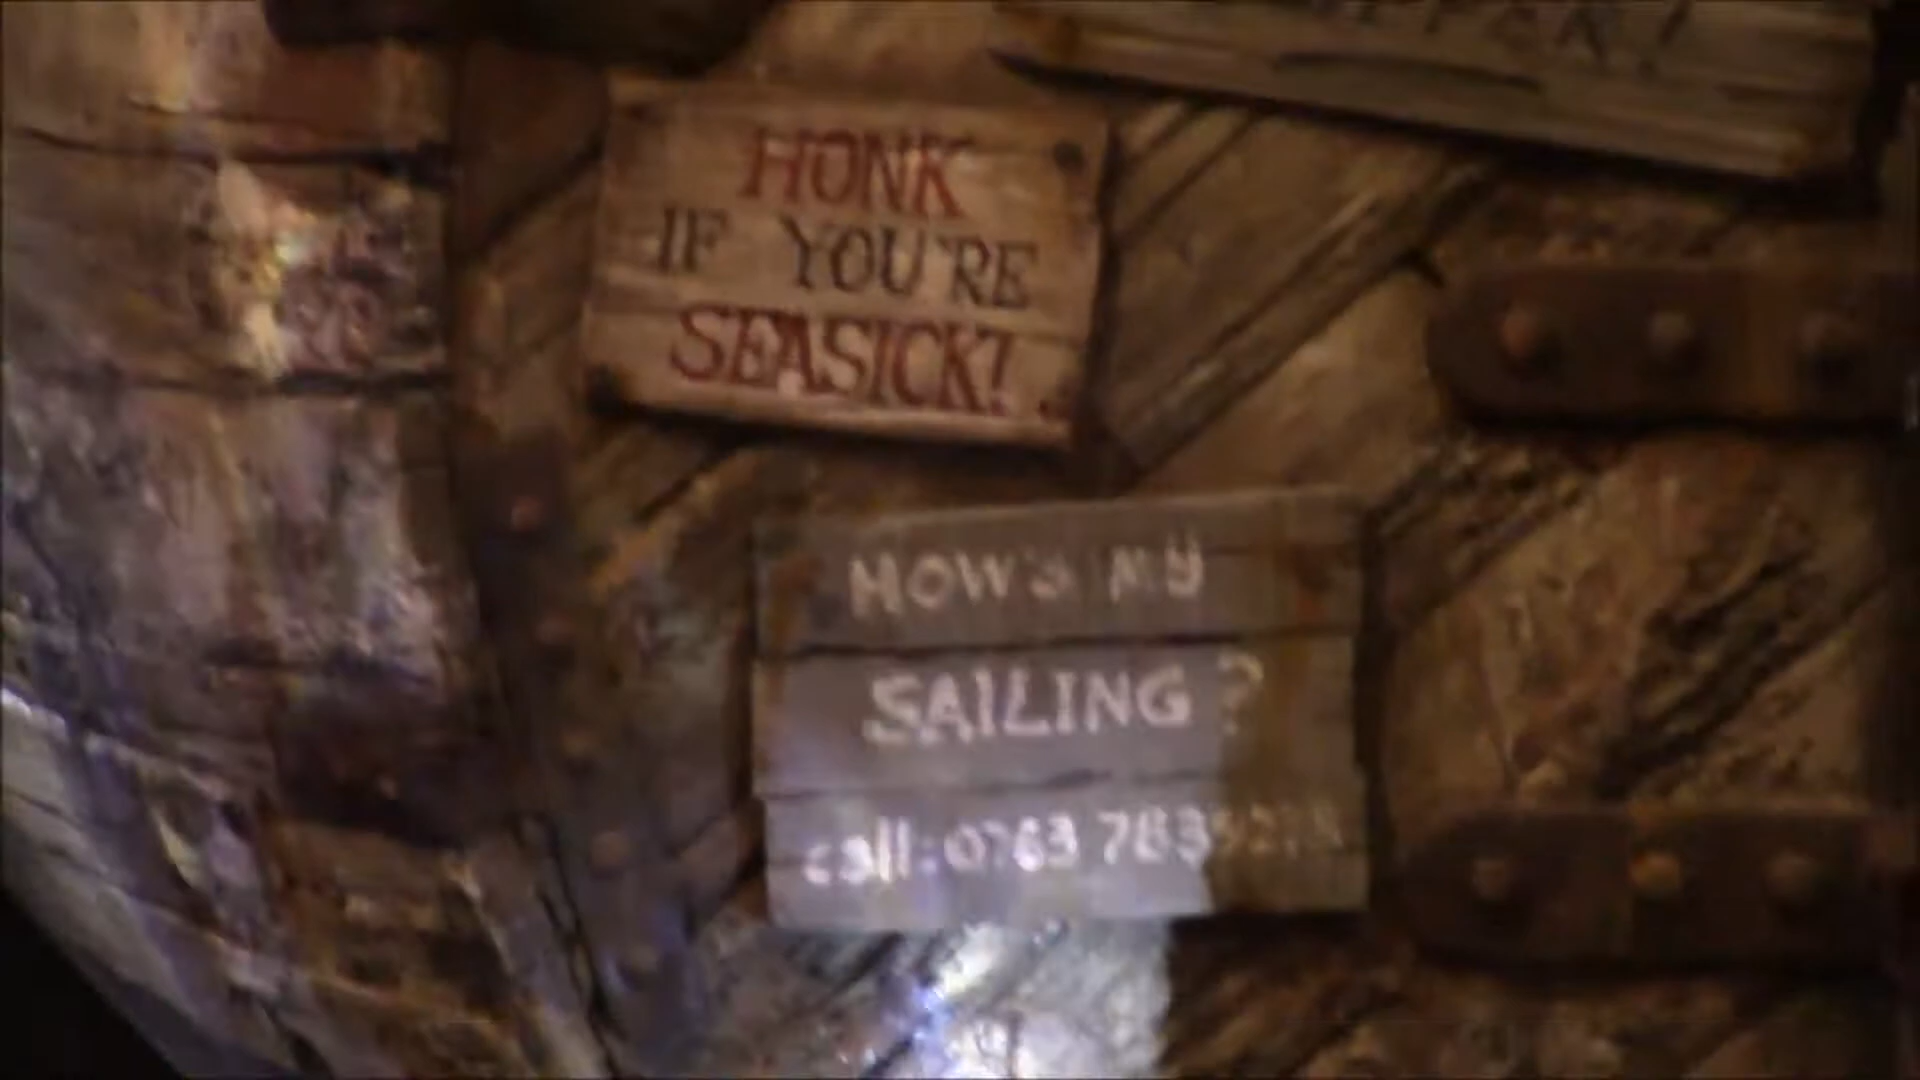 HONK
IF YOU'RE
SEASICK!
HOW'S MY
SAILING?
call: 0763